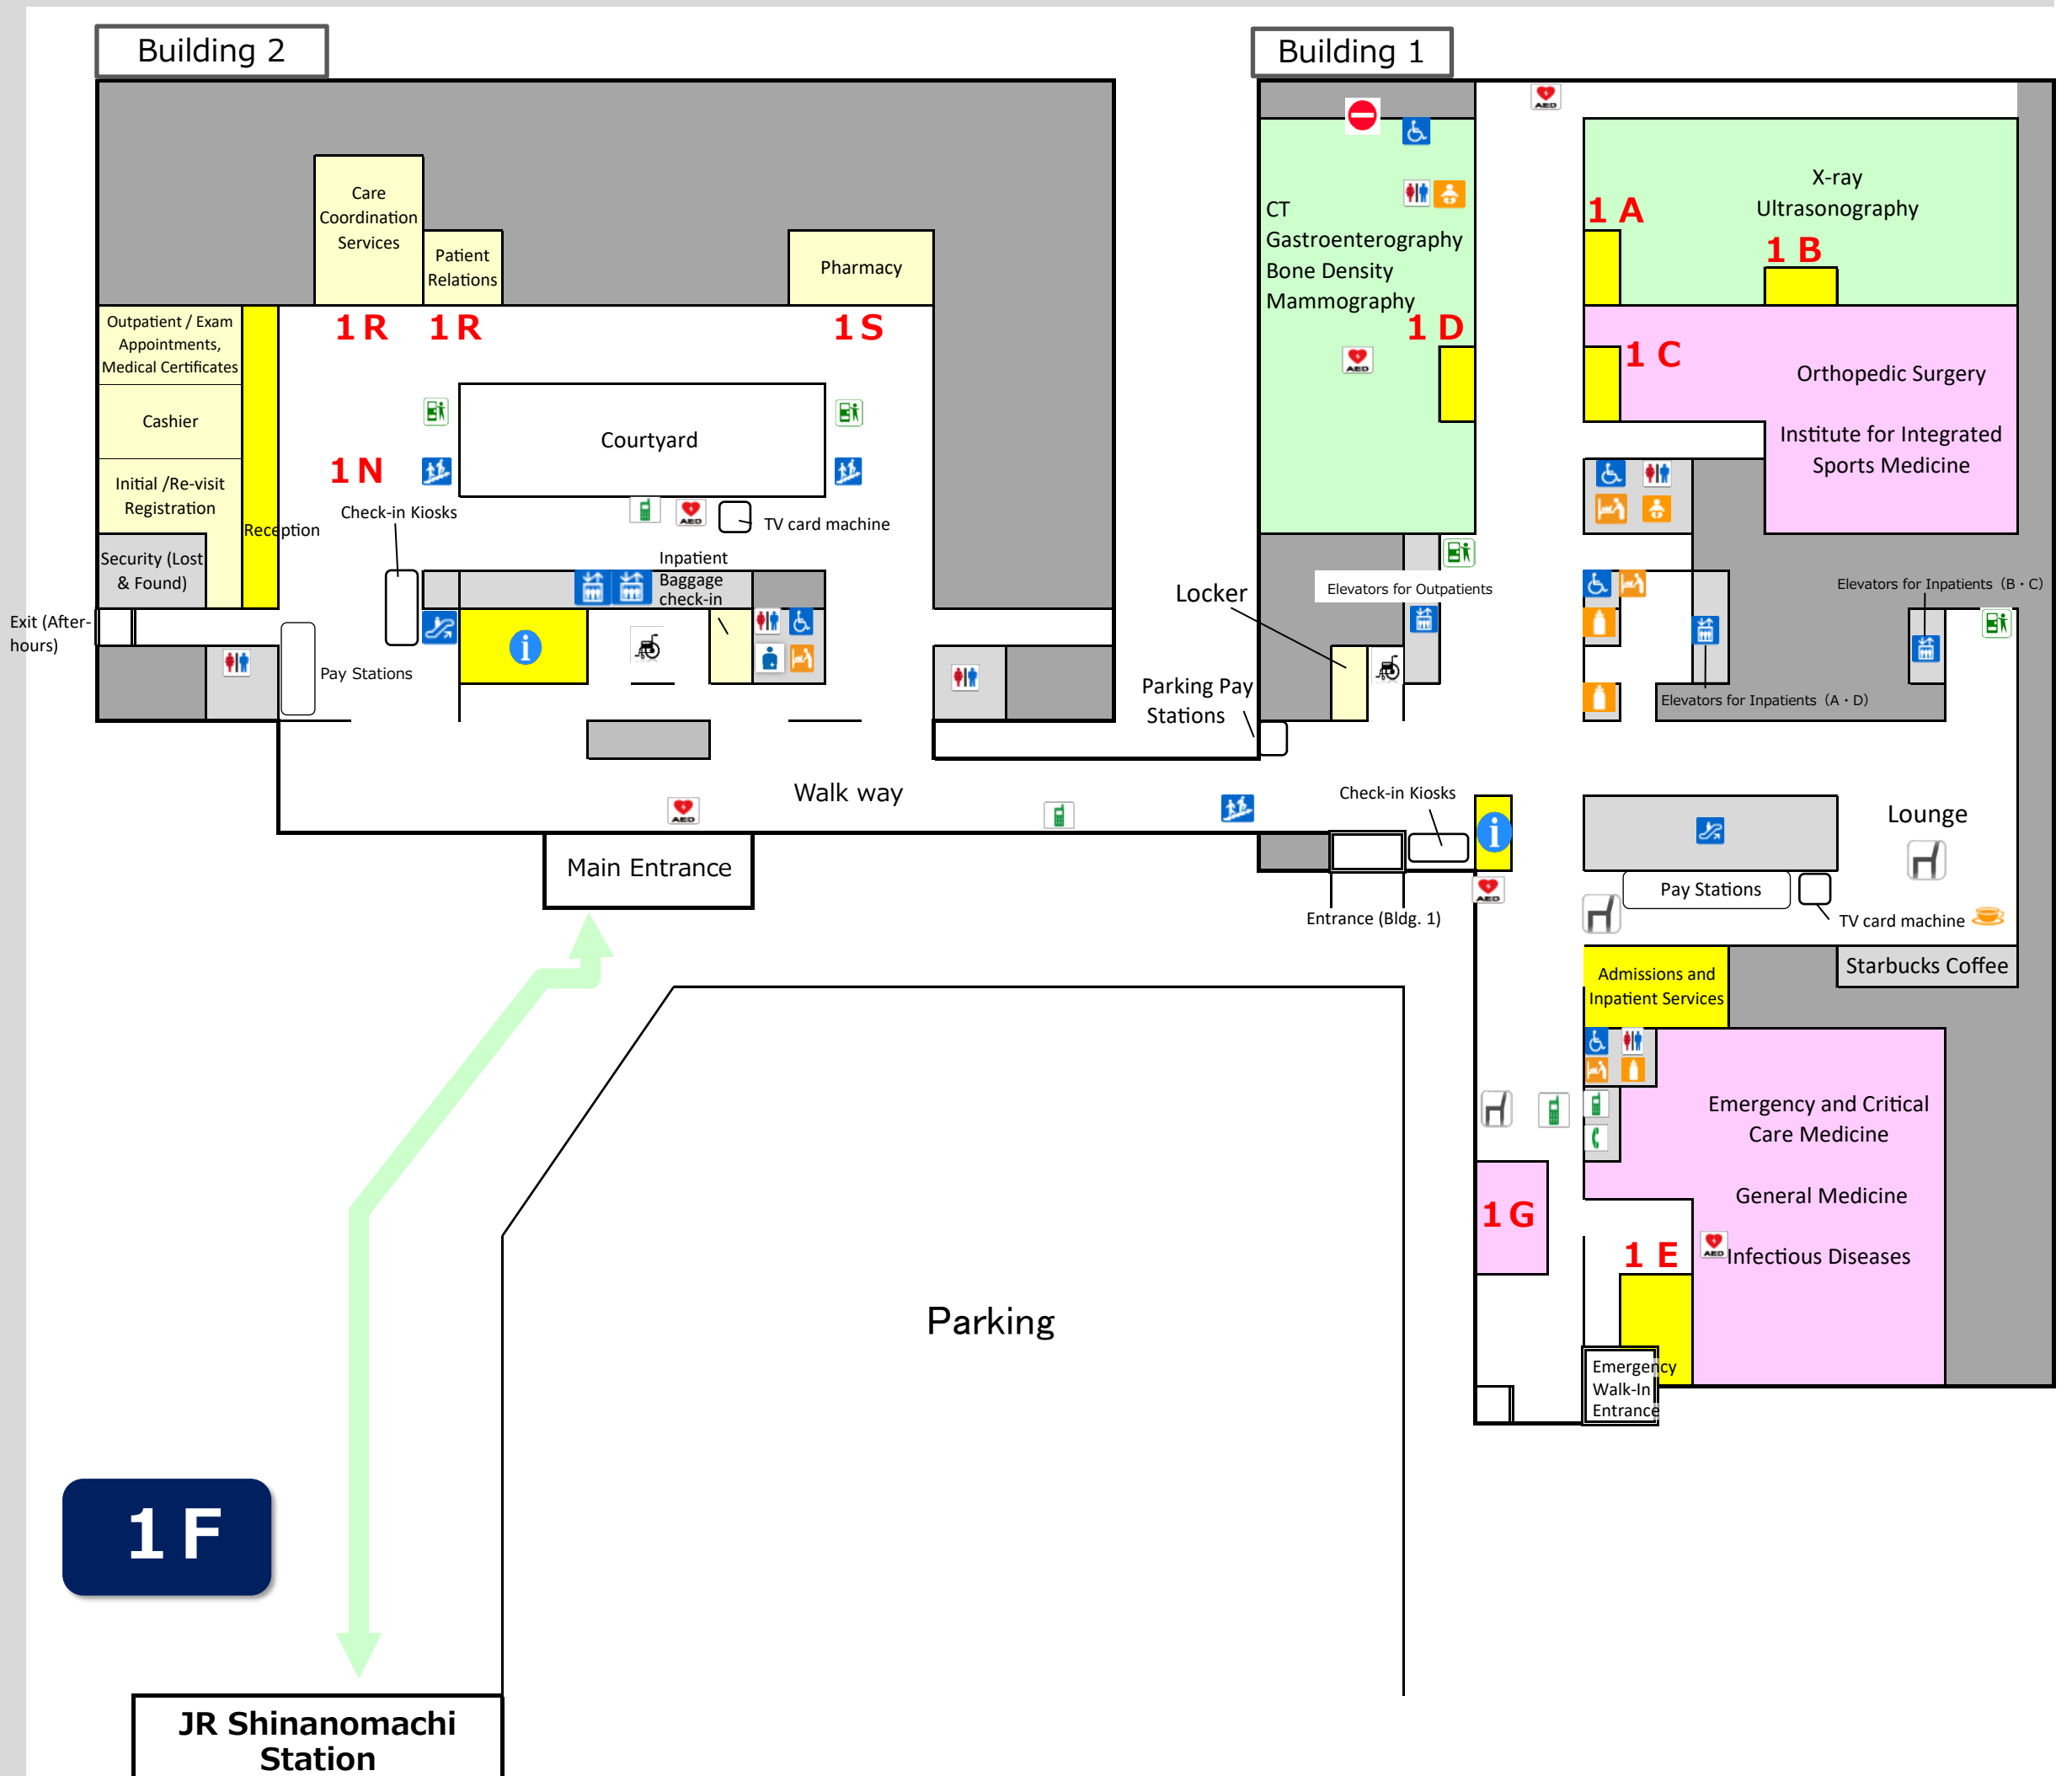 Building 2
Building 1
Care
Coordination
Services
Patient
Relations
Pharmacy
Outpatient / Exam
Appointments,
Medical Certificates
Cashier
Initial /Re-visit
Registration
Reception
Security (Lost
& Found)
Exit (After-
hours)
1 R
1 R
1 S
1 N
Courtyard
Check-in Kiosks
AED
TV card machine
Inpatient
Baggage
check-in
i
Pay Stations
Walk way
AED
Main Entrance
AED
CT
Gastroenterography
Bone Density
Mammography
1 D
AED
X-ray
Ultrasonography
1 A
1 B
1 C
Orthopedic Surgery
Institute for Integrated
Sports Medicine
Locker
Elevators for Outpatients
Parking Pay
Stations
Elevators for Inpatients (B・C)
Elevators for Inpatients (A・D)
Check-in Kiosks
i
AED
Entrance (Bldg. 1)
Lounge
Pay Stations
TV card machine
Starbucks Coffee
Admissions and
Inpatient Services
Emergency and Critical
Care Medicine
General Medicine
Infectious Diseases
AED
1 G
1 E
Emergency
Walk-In
Entrance
Parking
1 F
JR Shinanomachi
Station